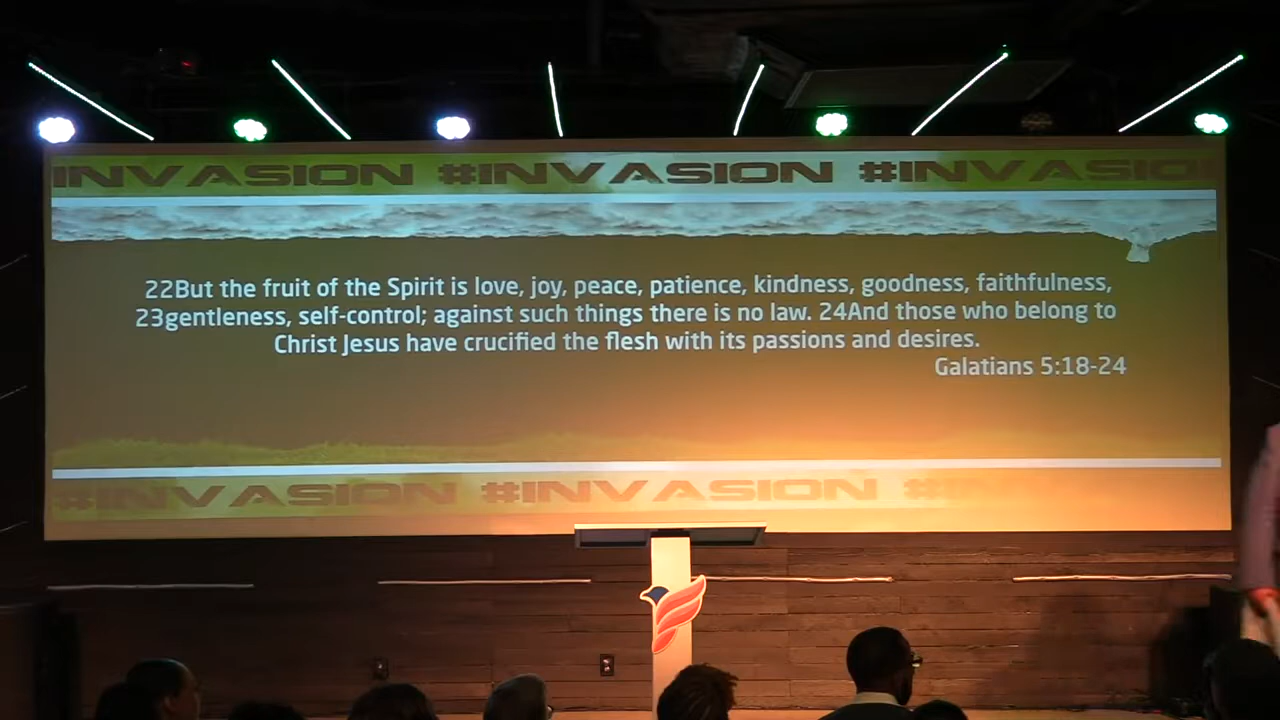 INVASION #INVASION #INVASIO
22But the fruit of the Spirit is love, joy, peace, patience, kindness, goodness, faithfulness,
23gentleness, self-control; against such things there is no law. 24And those who belong to
Christ Jesus have crucified the flesh with its passions and desires.
Galatians 5:18-24
#INVASION #INVASION #IN